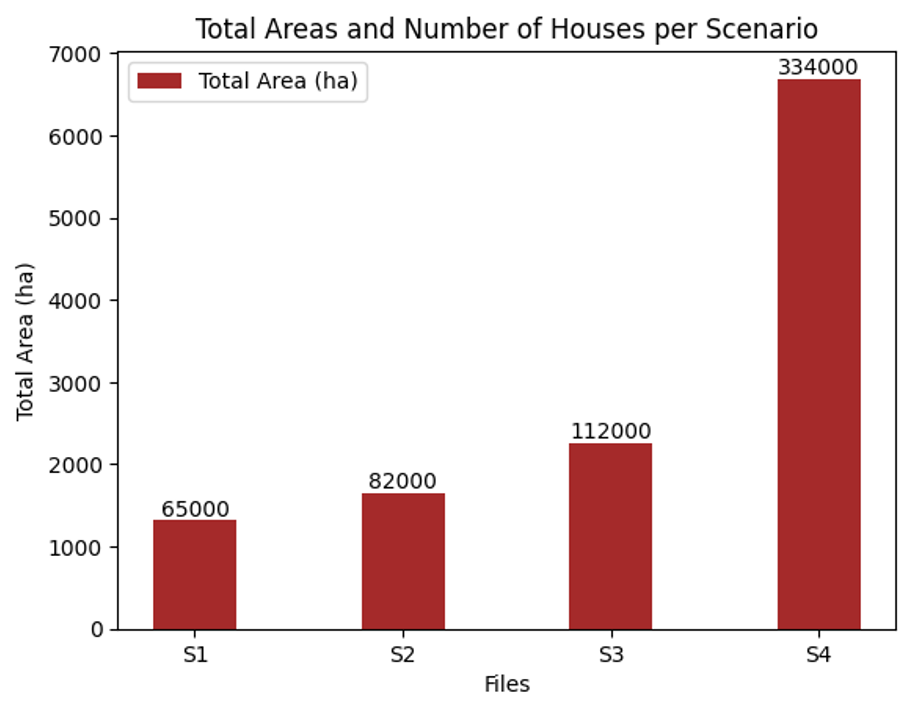 Total Areas and Number of Houses per Scenario
Total Area (ha)
7000
6000
5000
4000
3000
2000
1000
0
Total Area (ha)
65000
82000
112000
334000
S1
S2
S3
S4
Files